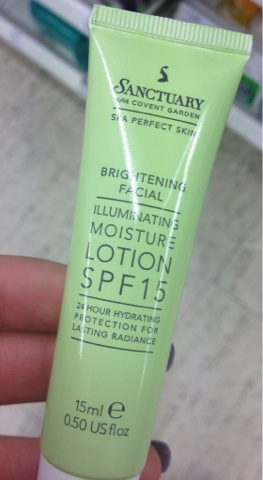 SANCTUARY
SPA COVENT GARDEN
SPA PERFECT SKIN
BRIGHTENING
FACIAL
ILLUMINATING
MOISTURE
LOTION
SPF15
24 HOUR HYDRATING
PROTECTION FOR
LASTING RADIANCE
15ml e
0.50 US fl oz